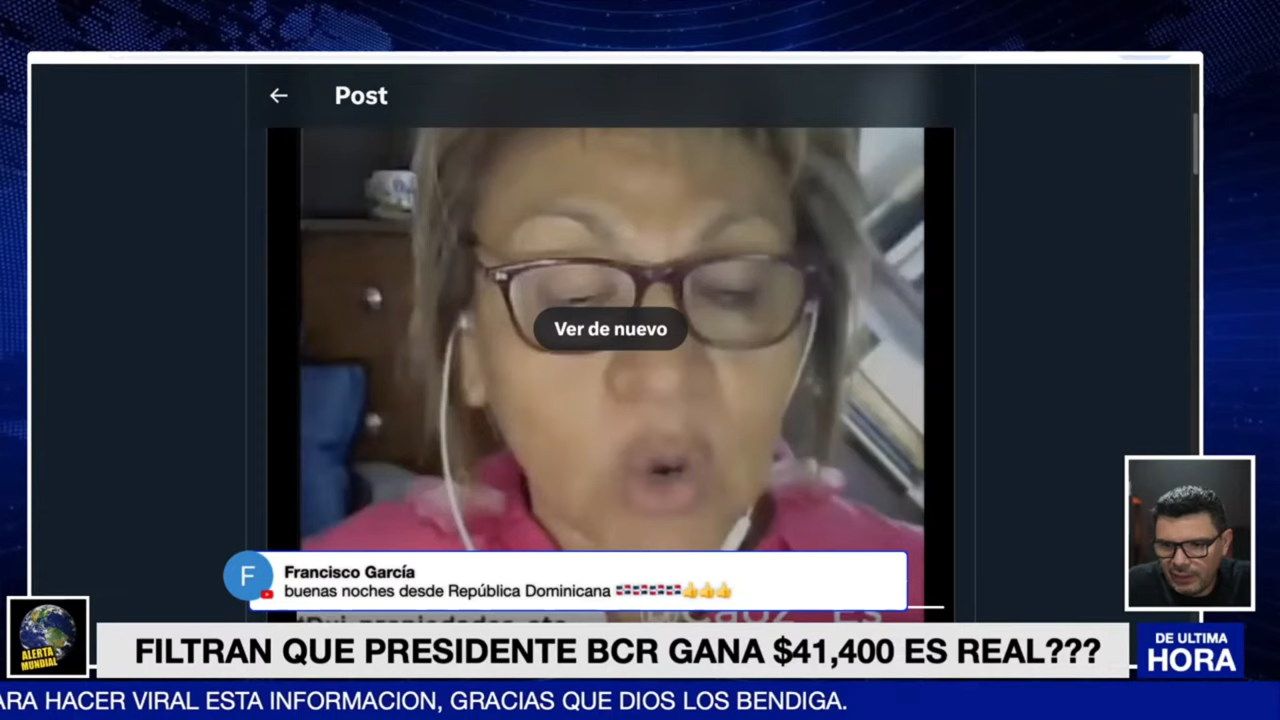 Post
Ver de nuevo
F
Francisco García
buenas noches desde República Dominicana 🇩🇴🇩🇴🇩🇴🇩🇴🇩🇴👍👍👍
ALERTA
MUNDIAL
FILTRAN QUE PRESIDENTE BCR GANA $41,400 ES REAL???
DE ULTIMA
HORA
ARA HACER VIRAL ESTA INFORMACION, GRACIAS QUE DIOS LOS BENDIGA.